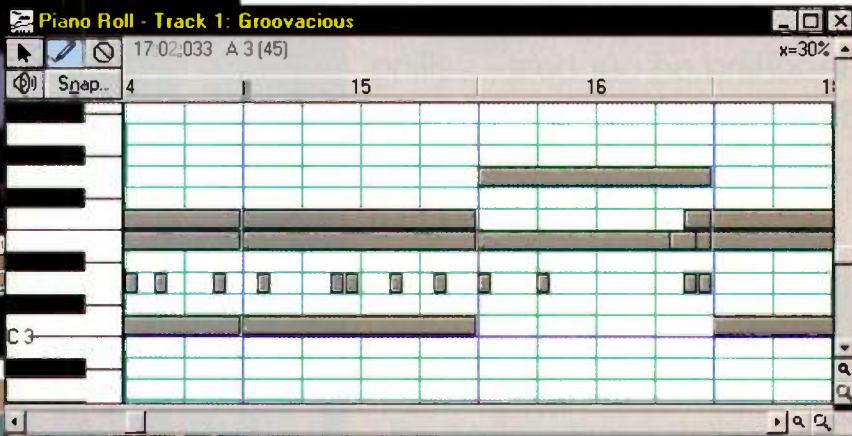 Piano Roll - Track 1: Groovacious
17:02:033 A 3 (45)
x=30%
Snap..
4
15
16
C 3